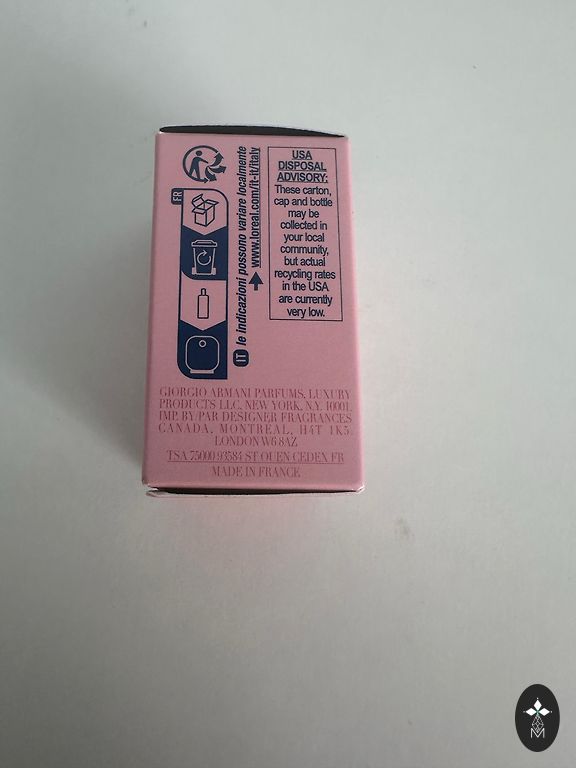 FR
IT le indicazioni possono variare localmente
www.loreal.com/it-it/italy
USA
DISPOSAL
ADVISORY:
These carton,
cap and bottle
may be
collected in
your local
community,
but actual
recycling rates
in the USA
are currently
very low.
GIORGIO ARMANI PARFUMS, LUXURY
PRODUCTS LLC, NEW YORK, N.Y. 10001,
IMP. BY/PAR DESIGNER FRAGRANCES
CANADA, MONTREAL, H4T 1K5.
LONDON W6 8AZ
TSA 75000 93584 ST OUEN CEDEX FR
MADE IN FRANCE
M